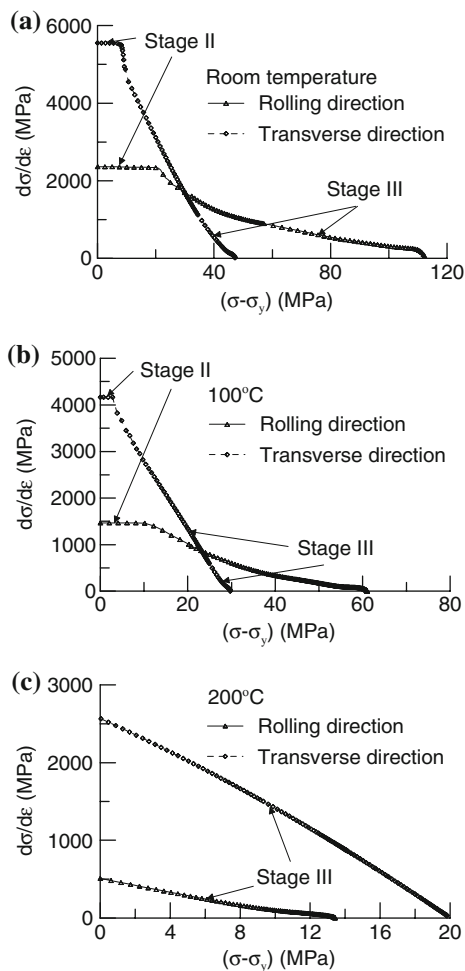 (a)
6000
Stage II
Room temperature
Rolling direction
Transverse direction
4000
dσ/dε (MPa)
2000
Stage III
0
0 40 80 120
(σ-σy) (MPa)
(b)
5000
Stage II
100°C
4000
Rolling direction
3000
Transverse direction
dσ/dε (MPa)
2000
Stage III
1000
0
0 20 40 60 80
(σ-σy) (MPa)
(c)
3000
200°C
Rolling direction
Transverse direction
2000
dσ/dε (MPa)
1000
Stage III
0
0 4 8 12 16 20
(σ-σy) (MPa)